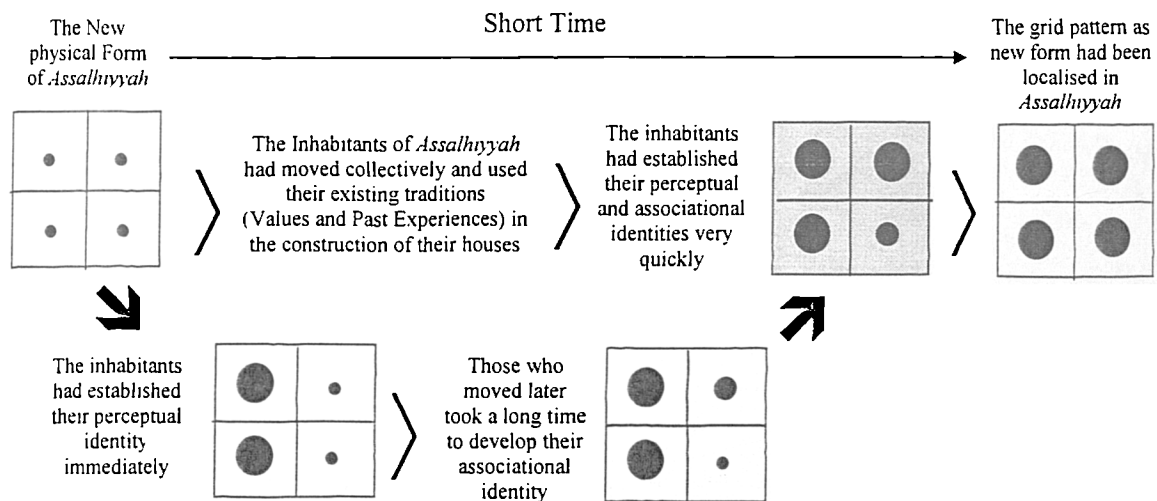 The New
physical Form
of Assalhiyyah
Short Time
The grid pattern as
new form had been
localised in
Assalhiyyah
The Inhabitants of Assalhiyyah
had moved collectively and used
their existing traditions
(Values and Past Experiences) in
the construction of their houses
The inhabitants
had established
their perceptual
and associational
identities very
quickly
The inhabitants
had established
their perceptual
identity
immediately
Those who
moved later
took a long time
to develop their
associational
identity